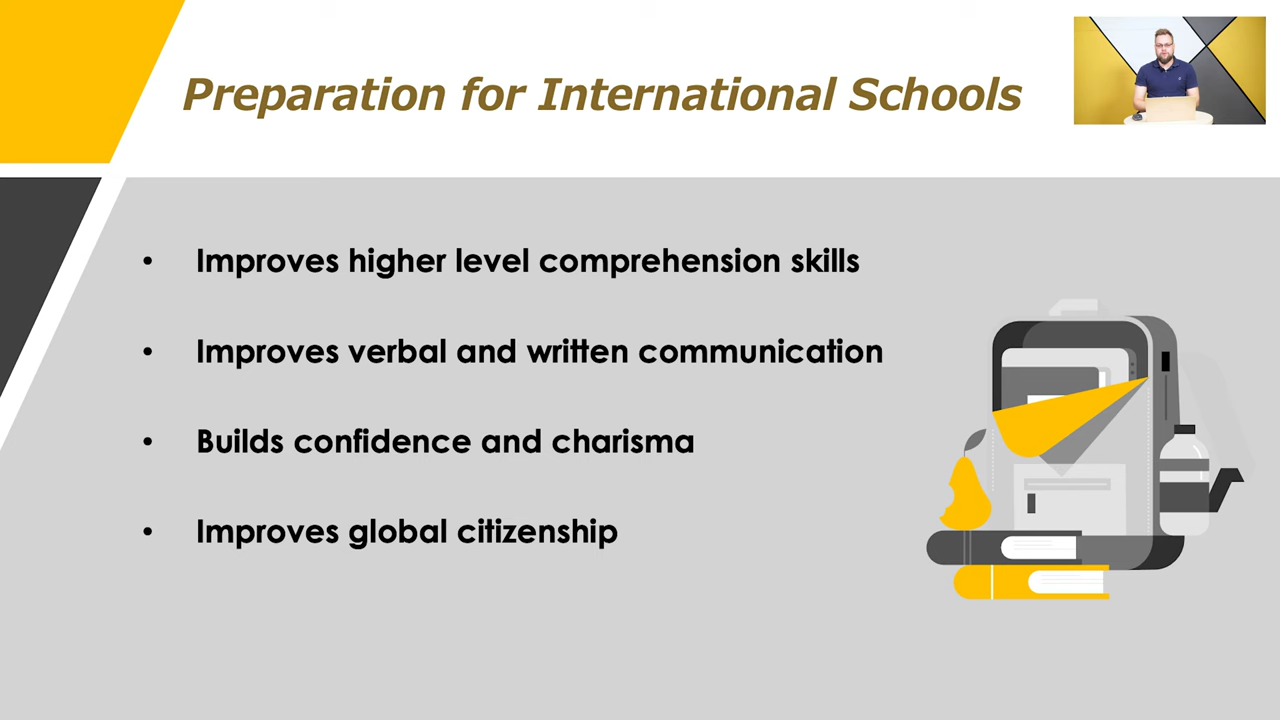 Preparation for International Schools
• Improves higher level comprehension skills
• Improves verbal and written communication
• Builds confidence and charisma
• Improves global citizenship